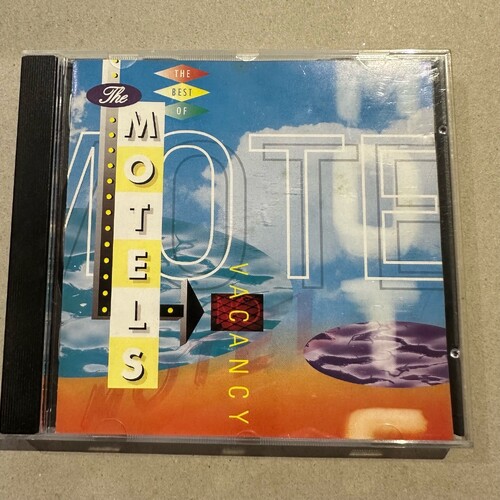 THE
BEST
OF
The
MOTELS
MOTE
VACANCY